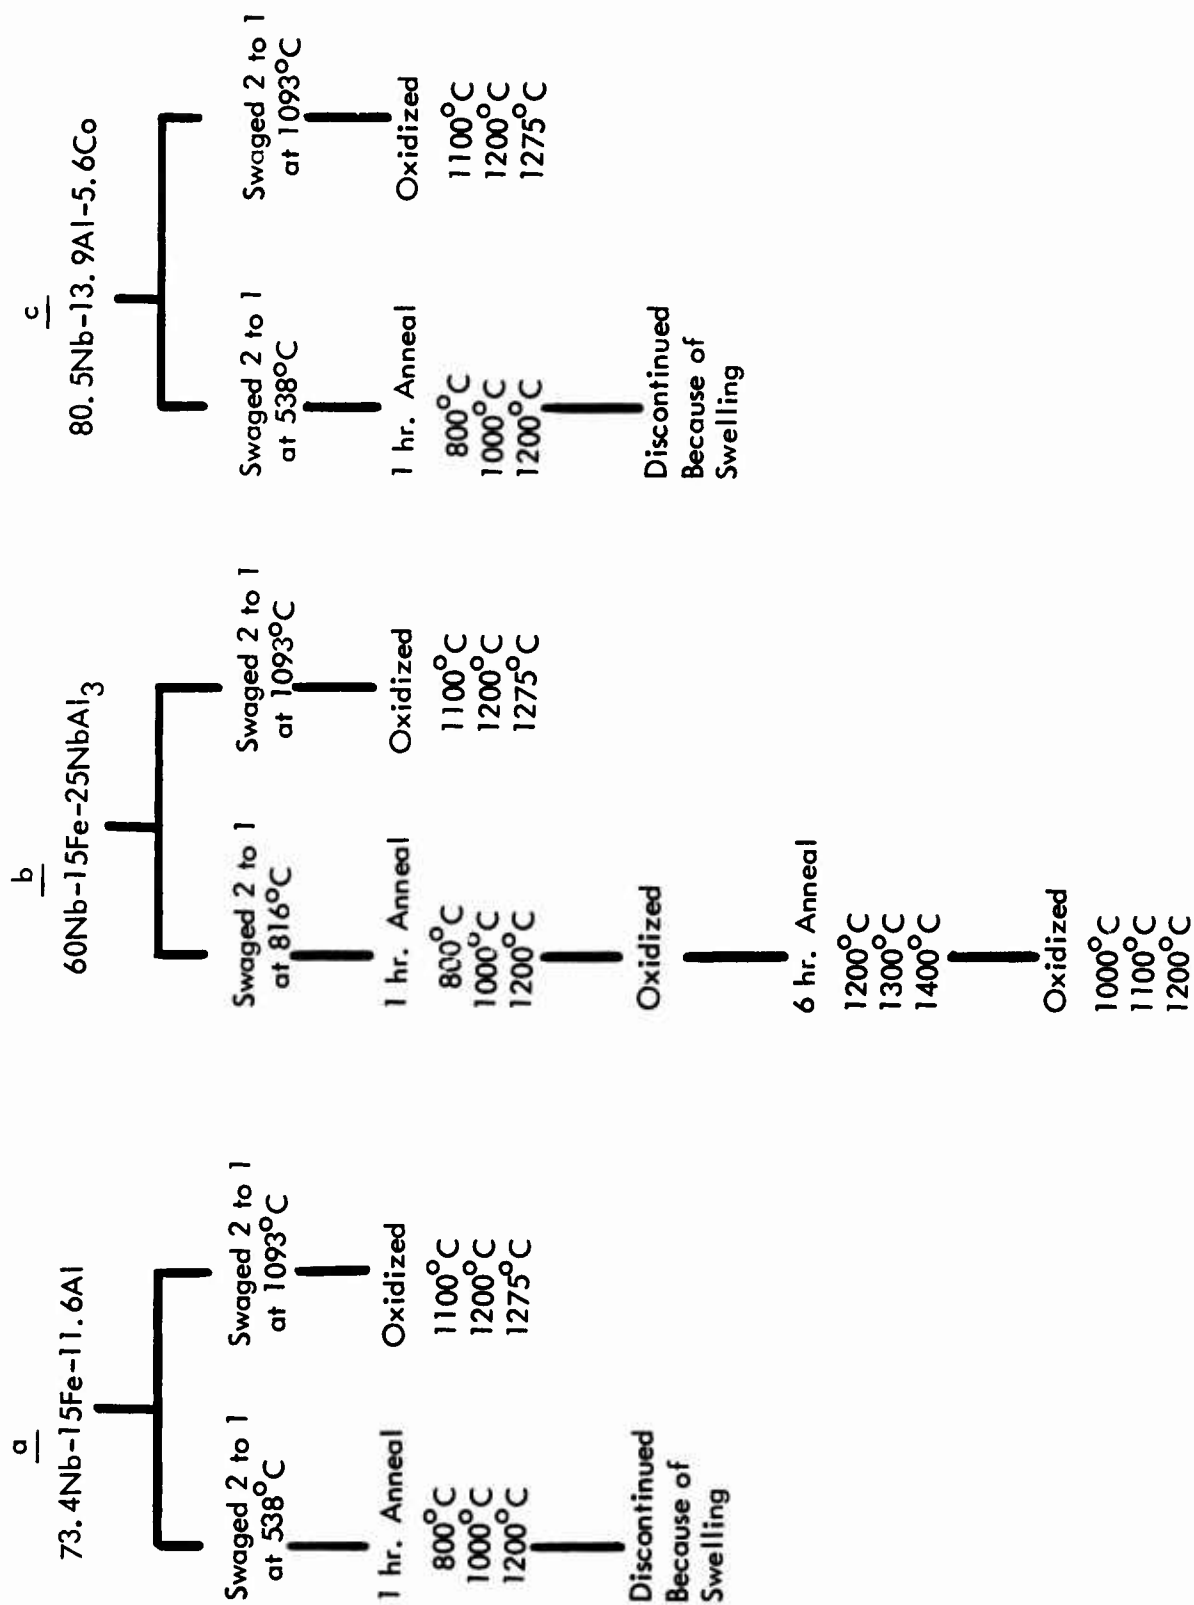 a
73.4Nb-15Fe-11.6Al
Swaged 2 to 1
at 538°C
1 hr. Anneal
800°C
1000°C
1200°C
Discontinued
Because of
Swelling
Swaged 2 to 1
at 1093°C
Oxidized
1100°C
1200°C
1275°C
b
60Nb-15Fe-25NbAl3
Swaged 2 to 1
at 816°C
1 hr. Anneal
800°C
1000°C
1200°C
Oxidized
6 hr. Anneal
1200°C
1300°C
1400°C
Oxidized
1000°C
1100°C
1200°C
Swaged 2 to 1
at 1093°C
Oxidized
1100°C
1200°C
1275°C
c
80.5Nb-13.9Al-5.6Co
Swaged 2 to 1
at 538°C
1 hr. Anneal
800°C
1000°C
1200°C
Discontinued
Because of
Swelling
Swaged 2 to 1
at 1093°C
Oxidized
1100°C
1200°C
1275°C